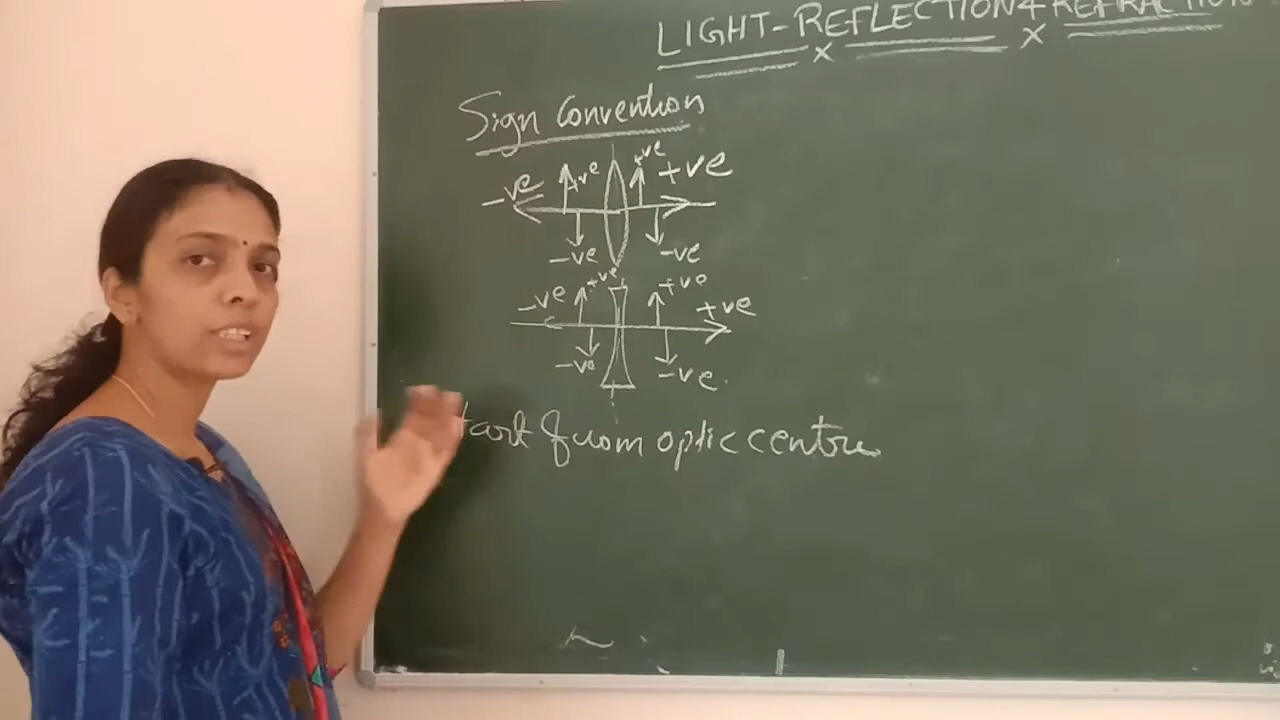 LIGHT-REFLECTION & REFRACTION
x x
Sign Convention
-ve +ve +ve +ve
-ve -ve
-ve +ve +ve +ve
-ve -ve
from optic centre